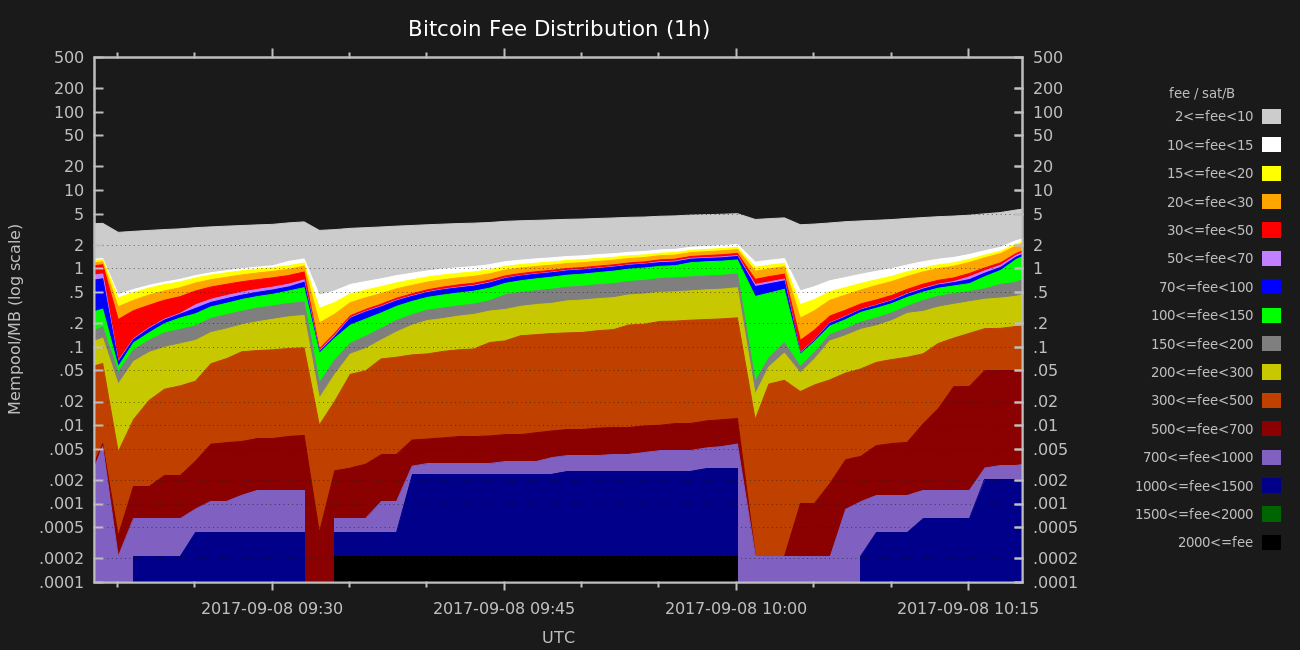 Bitcoin Fee Distribution (1h)
Mempool/MB (log scale)
500
200
100
50
20
10
5
2
1
.5
.2
.1
.05
.02
.01
.005
.002
.001
.0005
.0002
.0001
500
200
100
50
20
10
5
2
1
.5
.2
.1
.05
.02
.01
.005
.002
.001
.0005
.0002
.0001
2017-09-08 09:30
2017-09-08 09:45
2017-09-08 10:00
2017-09-08 10:15
UTC
fee / sat/B
2<=fee<10
10<=fee<15
15<=fee<20
20<=fee<30
30<=fee<50
50<=fee<70
70<=fee<100
100<=fee<150
150<=fee<200
200<=fee<300
300<=fee<500
500<=fee<700
700<=fee<1000
1000<=fee<1500
1500<=fee<2000
2000<=fee